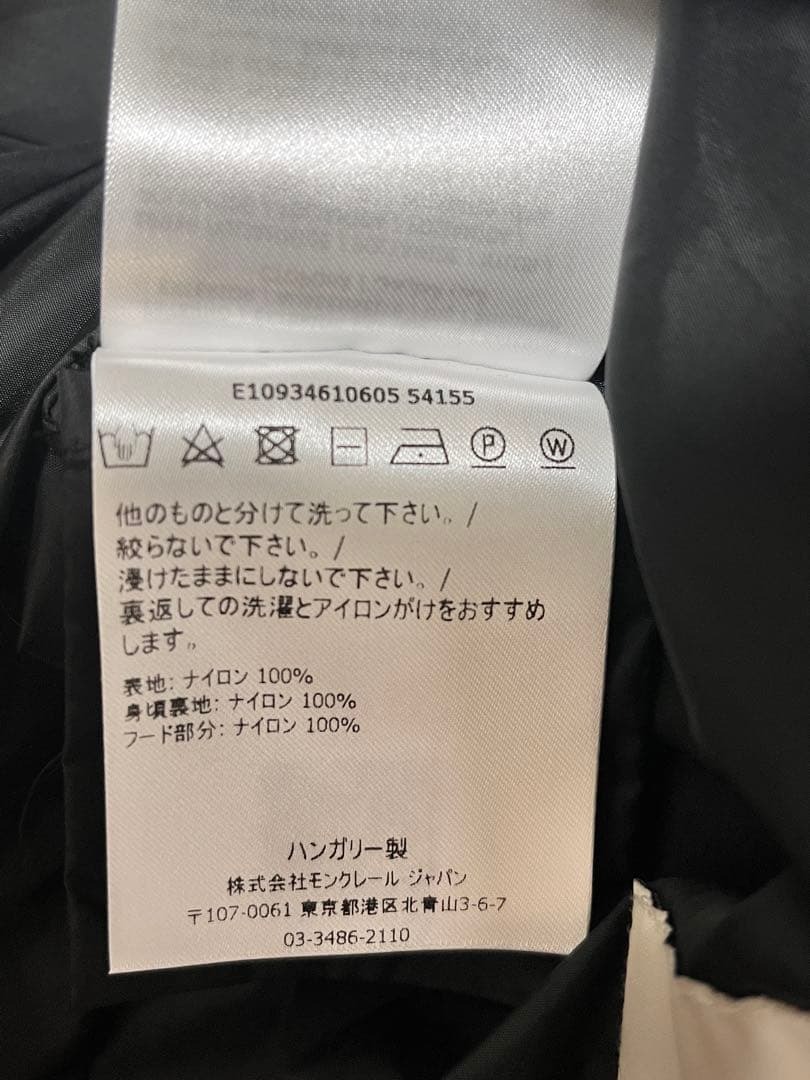 E10934610605 54155
P W
他のものと分けて洗って下さい。/
絞らないで下さい。/
浸けたままにしないで下さい。/
裏返しての洗濯とアイロンがけをおすすめ
します。
表地: ナイロン 100%
身頃裏地: ナイロン 100%
フード部分: ナイロン 100%
ハンガリー製
株式会社モンクレール ジャパン
〒107-0061 東京都港区北青山3-6-7
03-3486-2110